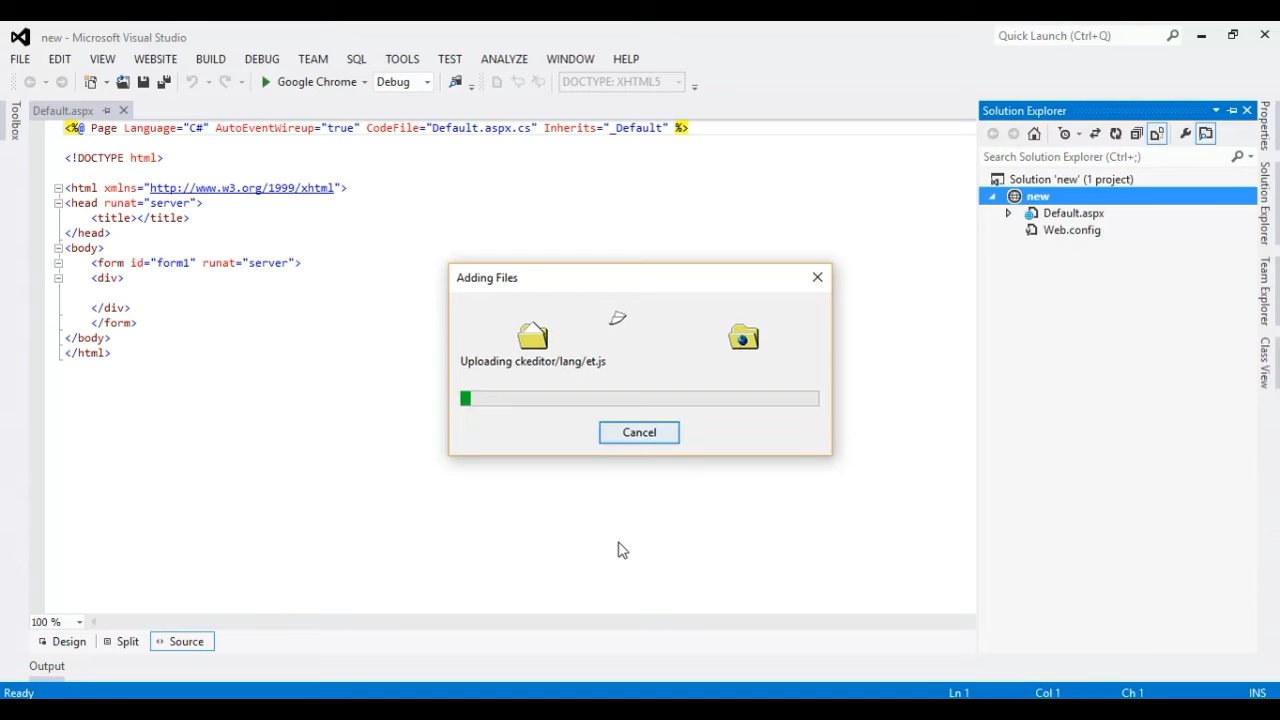 new - Microsoft Visual Studio
Quick Launch (Ctrl+Q)
FILE EDIT VIEW WEBSITE BUILD DEBUG TEAM SQL TOOLS TEST ANALYZE WINDOW HELP
Google Chrome Debug DOCTYPE: XHTML5
Toolbox
Default.aspx
<%@ Page Language="C#" AutoEventWireup="true" CodeFile="Default.aspx.cs" Inherits="_Default" %>
<!DOCTYPE html>
<html xmlns="http://www.w3.org/1999/xhtml">
<head runat="server">
<title></title>
</head>
<body>
<form id="form1" runat="server">
<div>
</div>
</form>
</body>
</html>
Adding Files
Uploading ckeditor/lang/et.js
Cancel
Solution Explorer
Search Solution Explorer (Ctrl+;)
Solution 'new' (1 project)
new
Default.aspx
Web.config
Properties
Solution Explorer
Team Explorer
Class View
100 %
Design Split Source
Output
Ready Ln 1 Col 1 Ch 1 INS